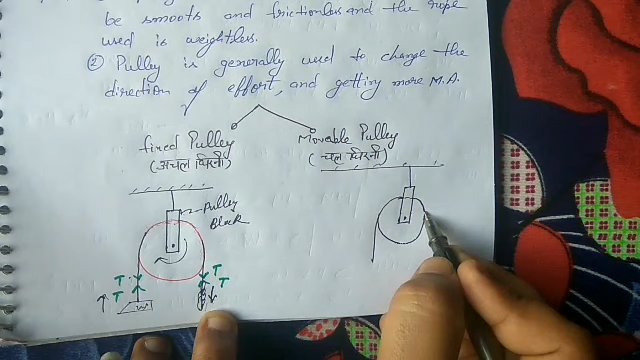 be smooth and frictionless and the rope
used is weightless.
② Pulley is generally used to change the
direction of effort, and getting more M.A.
fixed Pulley
(अचल घिरनी)
Movable Pulley
(चल घिरनी)
Pulley
Block
T
T
T
T
W